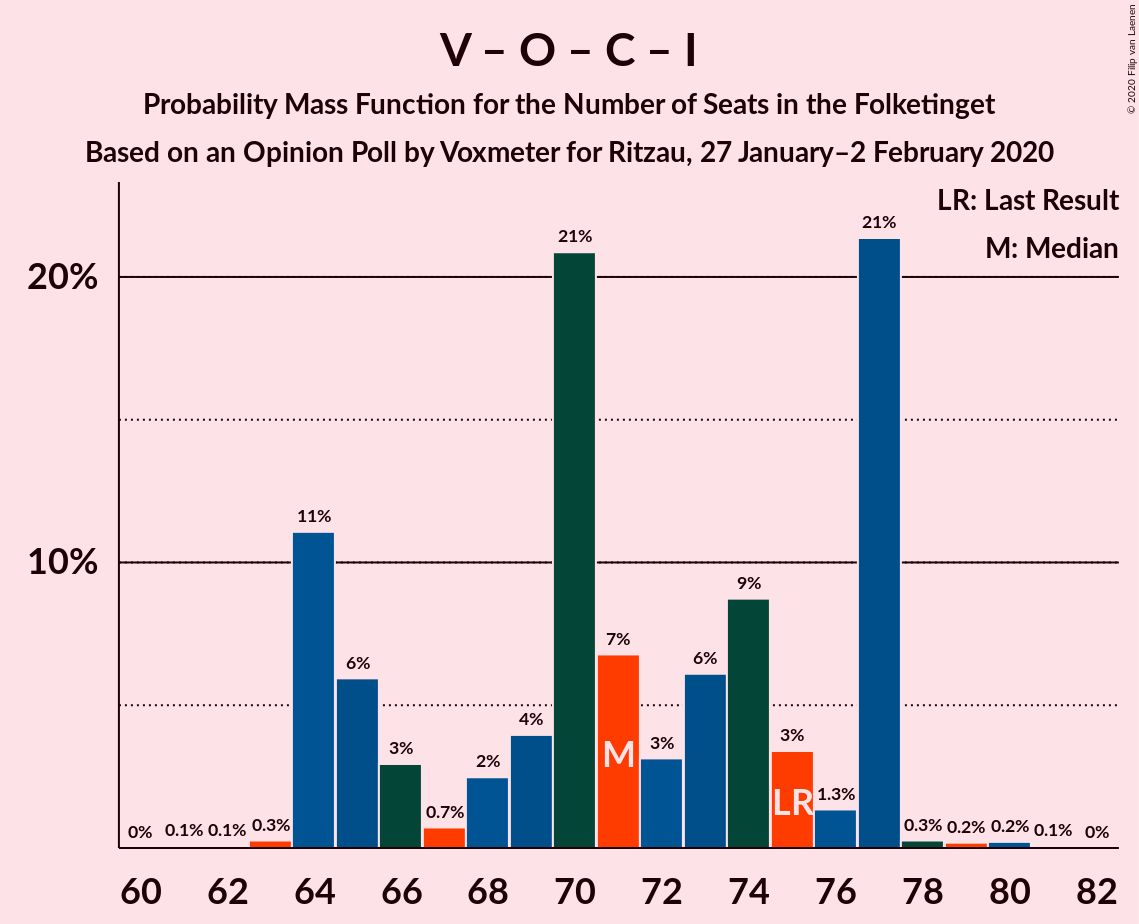 V – O – C – I
Probability Mass Function for the Number of Seats in the Folketinget
Based on an Opinion Poll by Voxmeter for Ritzau, 27 January–2 February 2020
© 2020 Filip van Laenen
LR: Last Result
M: Median
20%
10%
0%
0.1%
0.1%
0.3%
11%
6%
3%
0.7%
2%
4%
21%
7%
3%
6%
9%
3%
1.3%
21%
0.3%
0.2%
0.2%
0.1%
0%
M
LR
60 62 64 66 68 70 72 74 76 78 80 82